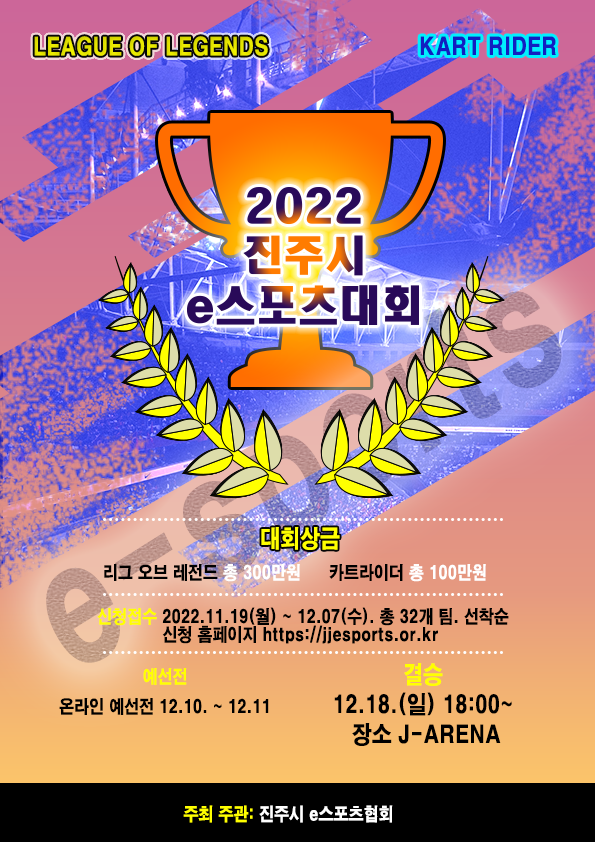 LEAGUE OF LEGENDS
KART RIDER
2022
진주시
e스포츠대회
e-sports
대회상금
리그 오브 레전드 총 300만원
카트라이더 총 100만원
신청접수 2022.11.19(월) ~ 12.07(수). 총 32개 팀. 선착순
신청 홈페이지 https://jjesports.or.kr
예선전
온라인 예선전 12.10. ~ 12.11
결승
12.18.(일) 18:00~
장소 J-ARENA
주최 주관: 진주시 e스포츠협회